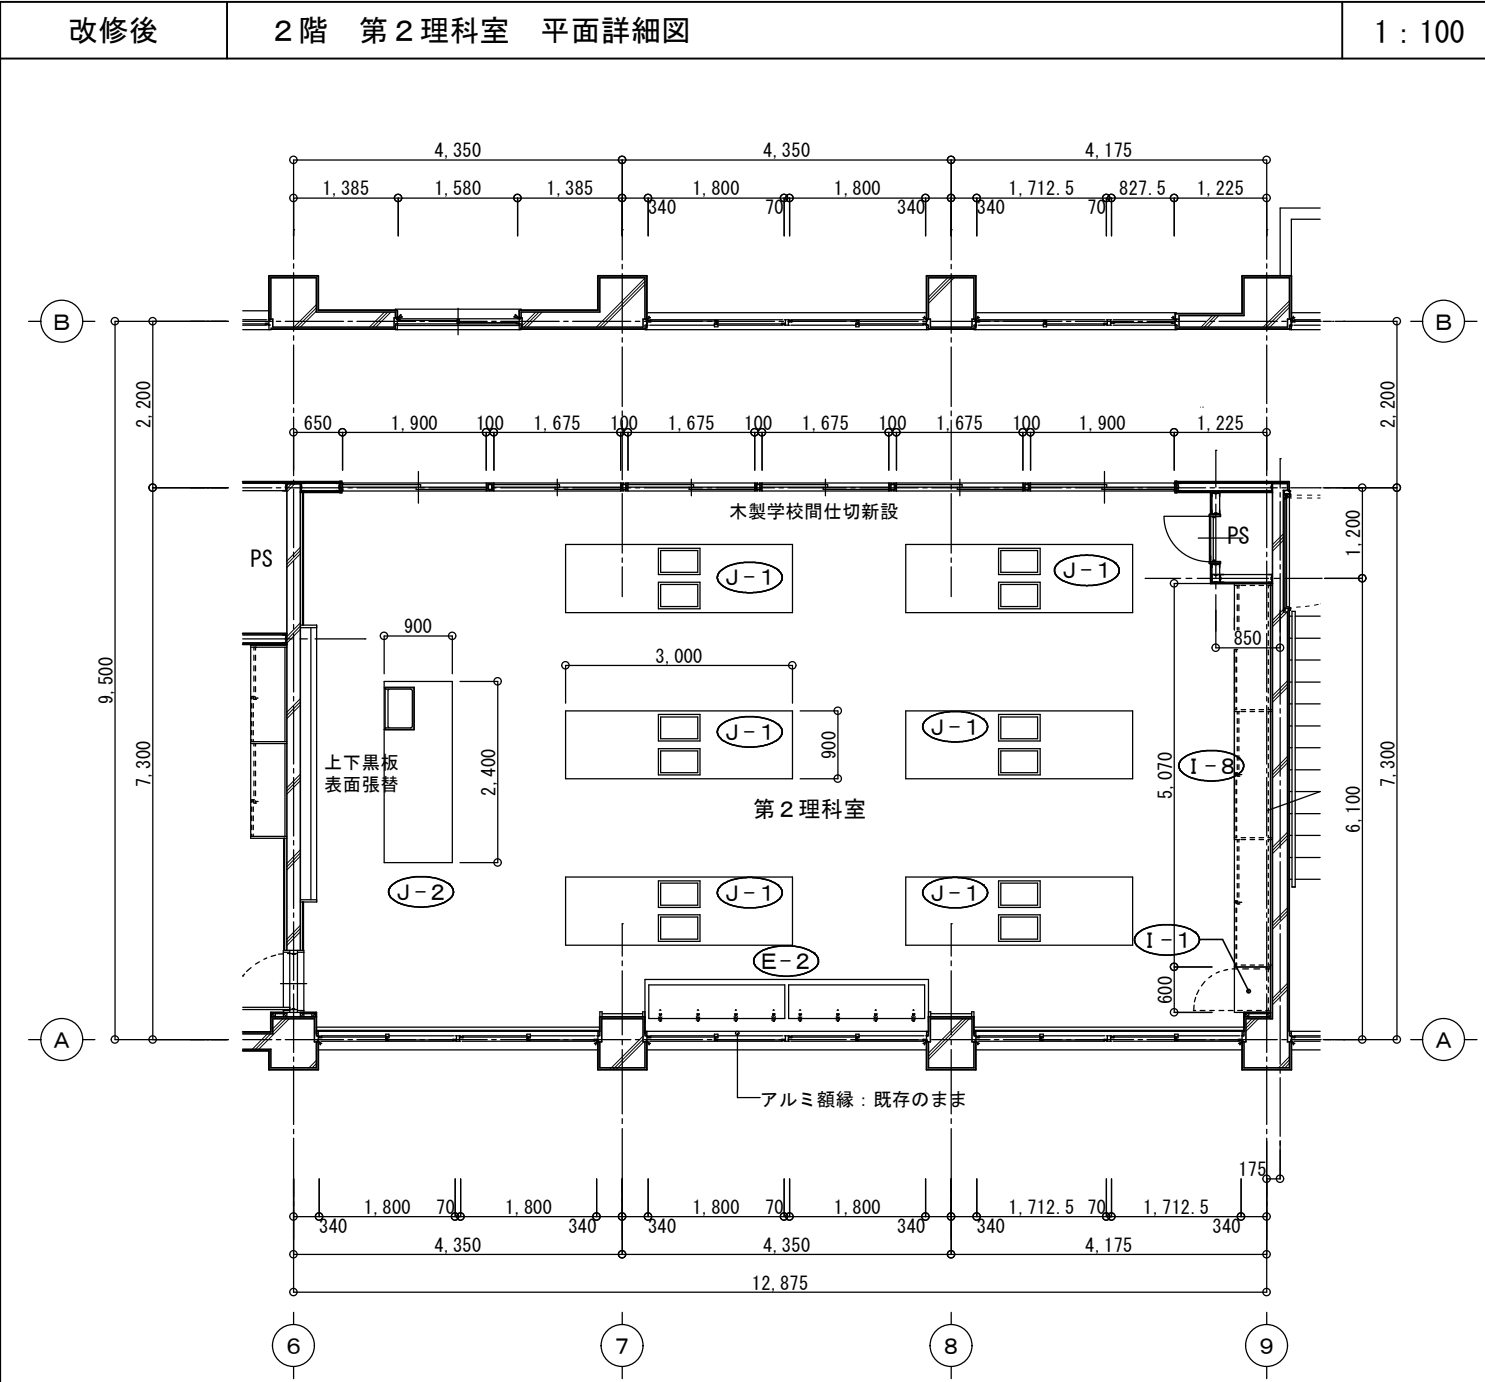 改修後
２階　第２理科室　平面詳細図
1：100
4,350
4,350
4,175
1,385
1,580
1,385
1,800
1,800
1,712.5
827.5
1,225
340
70
340
340
70
B
B
2,200
2,200
650
1,900
100
1,675
100
1,675
100
1,675
100
1,675
100
1,900
1,225
木製学校間仕切新設
PS
PS
1,200
J-1
J-1
900
850
3,000
9,500
7,300
J-1
J-1
900
上下黒板
表面張替
2,400
5,070
I-8
7,300
6,100
第２理科室
J-2
J-1
J-1
I-1
E-2
600
A
A
アルミ額縁：既存のまま
175
1,800
70
1,800
1,800
70
1,800
1,712.5
70
1,712.5
340
340
340
340
340
340
4,350
4,350
4,175
12,875
6
7
8
9